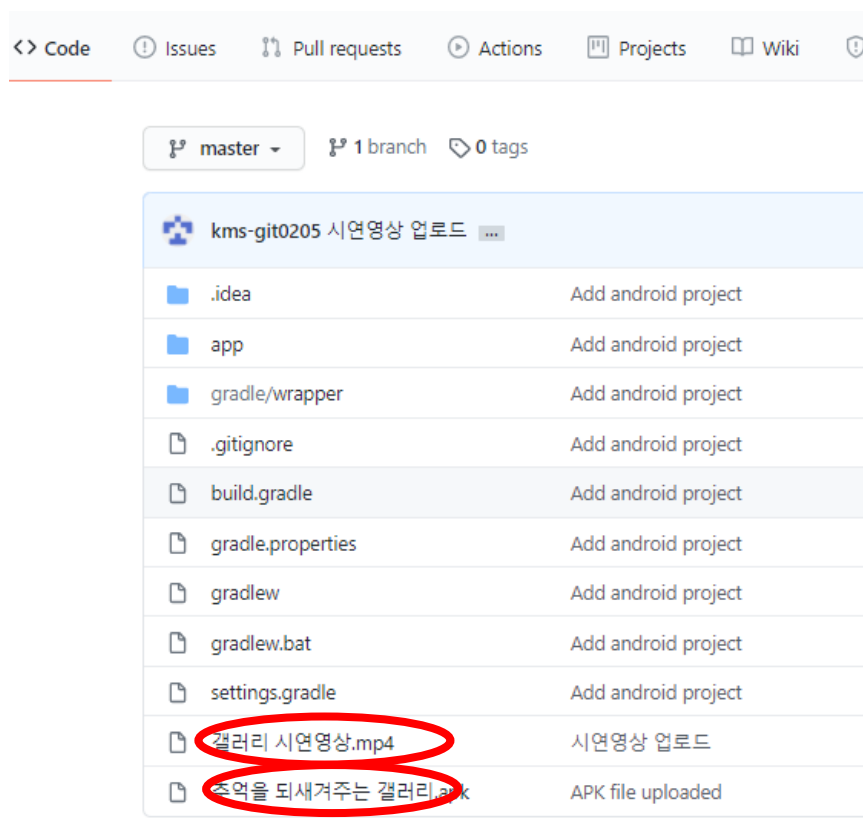 <> Code Issues Pull requests Actions Projects Wiki
master 1 branch 0 tags
kms-git0205 시연영상 업로드 ...
.idea Add android project
app Add android project
gradle/wrapper Add android project
.gitignore Add android project
build.gradle Add android project
gradle.properties Add android project
gradlew Add android project
gradlew.bat Add android project
settings.gradle Add android project
갤러리 시연영상.mp4 시연영상 업로드
추억을 되새겨주는 갤러리.apk APK file uploaded